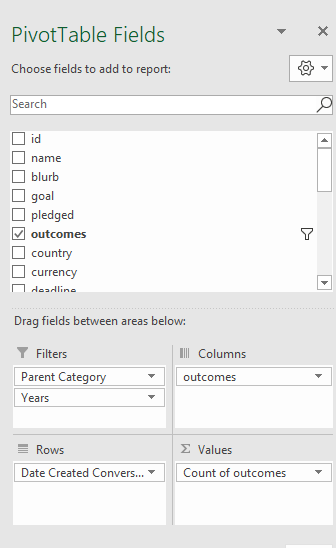 PivotTable Fields
Choose fields to add to report:
Search
id
name
blurb
goal
pledged
outcomes
country
currency
deadline
Drag fields between areas below:
Filters
Columns
Parent Category
outcomes
Years
Rows
Σ Values
Date Created Convers...
Count of outcomes